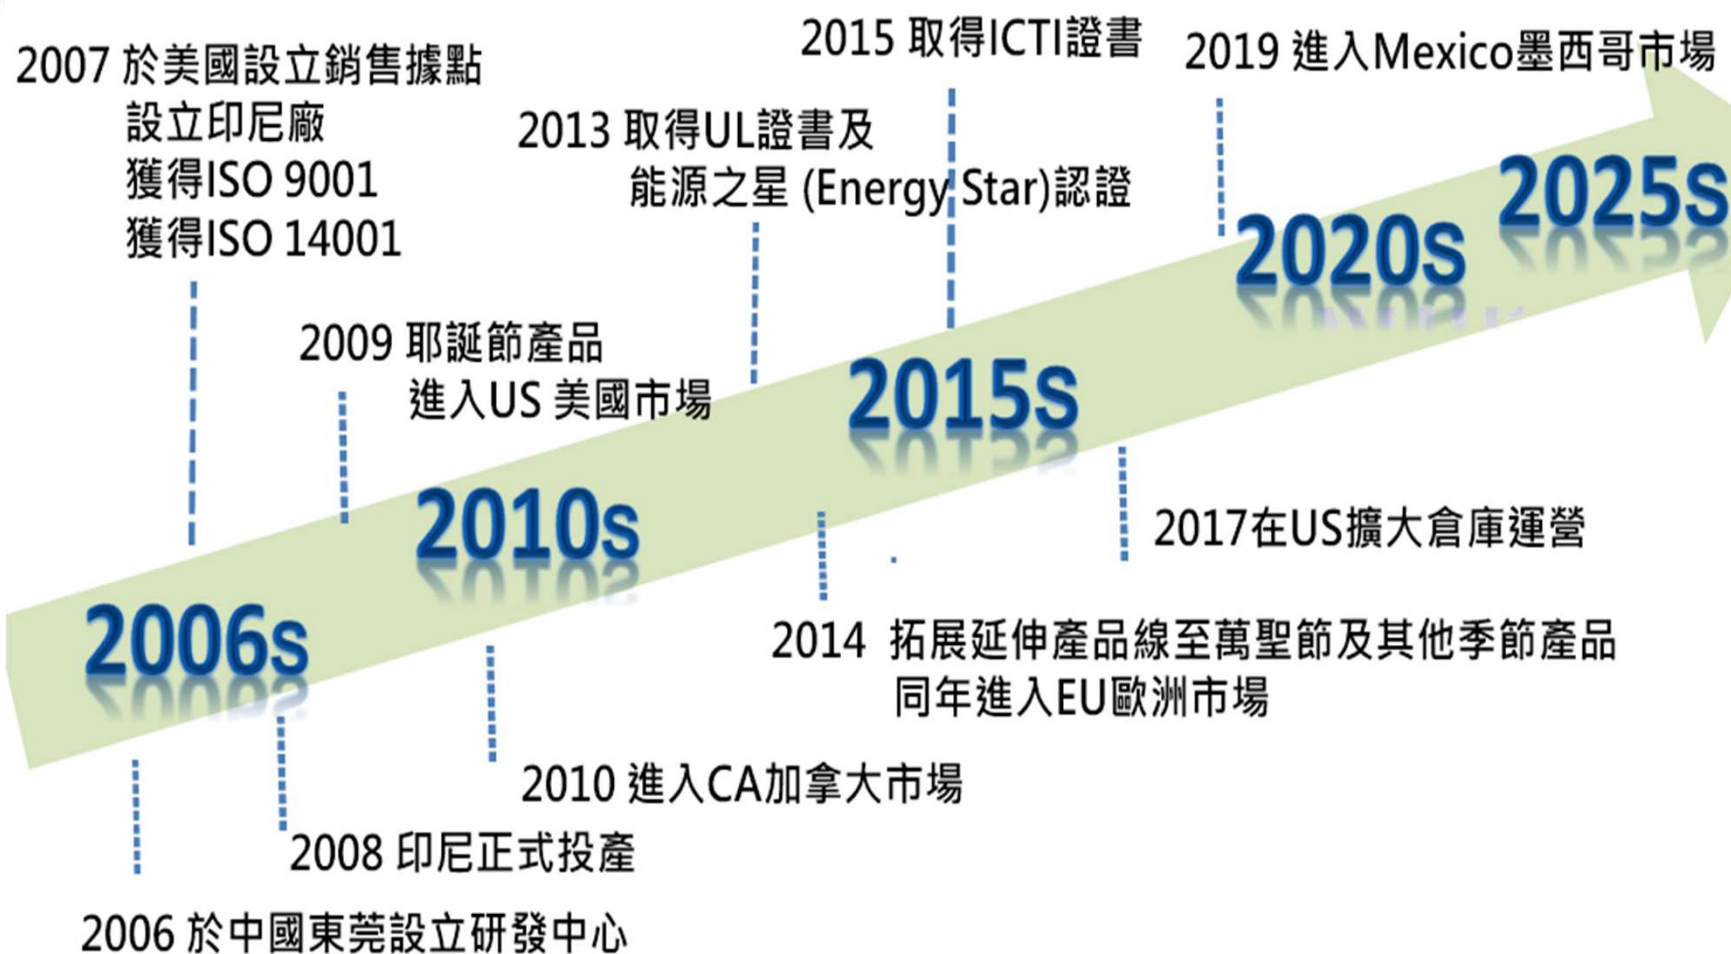 2007 於美國設立銷售據點
設立印尼廠
獲得ISO 9001
獲得ISO 14001
2009 耶誕節產品
進入US 美國市場
2013 取得UL證書及
能源之星 (Energy Star)認證
2015 取得ICTI證書
2019 進入Mexico墨西哥市場
2006s
2010s
2015s
2020s
2025s
2006 於中國東莞設立研發中心
2008 印尼正式投產
2010 進入CA加拿大市場
2014 拓展延伸產品線至萬聖節及其他季節產品
同年進入EU歐洲市場
2017在US擴大倉庫運營